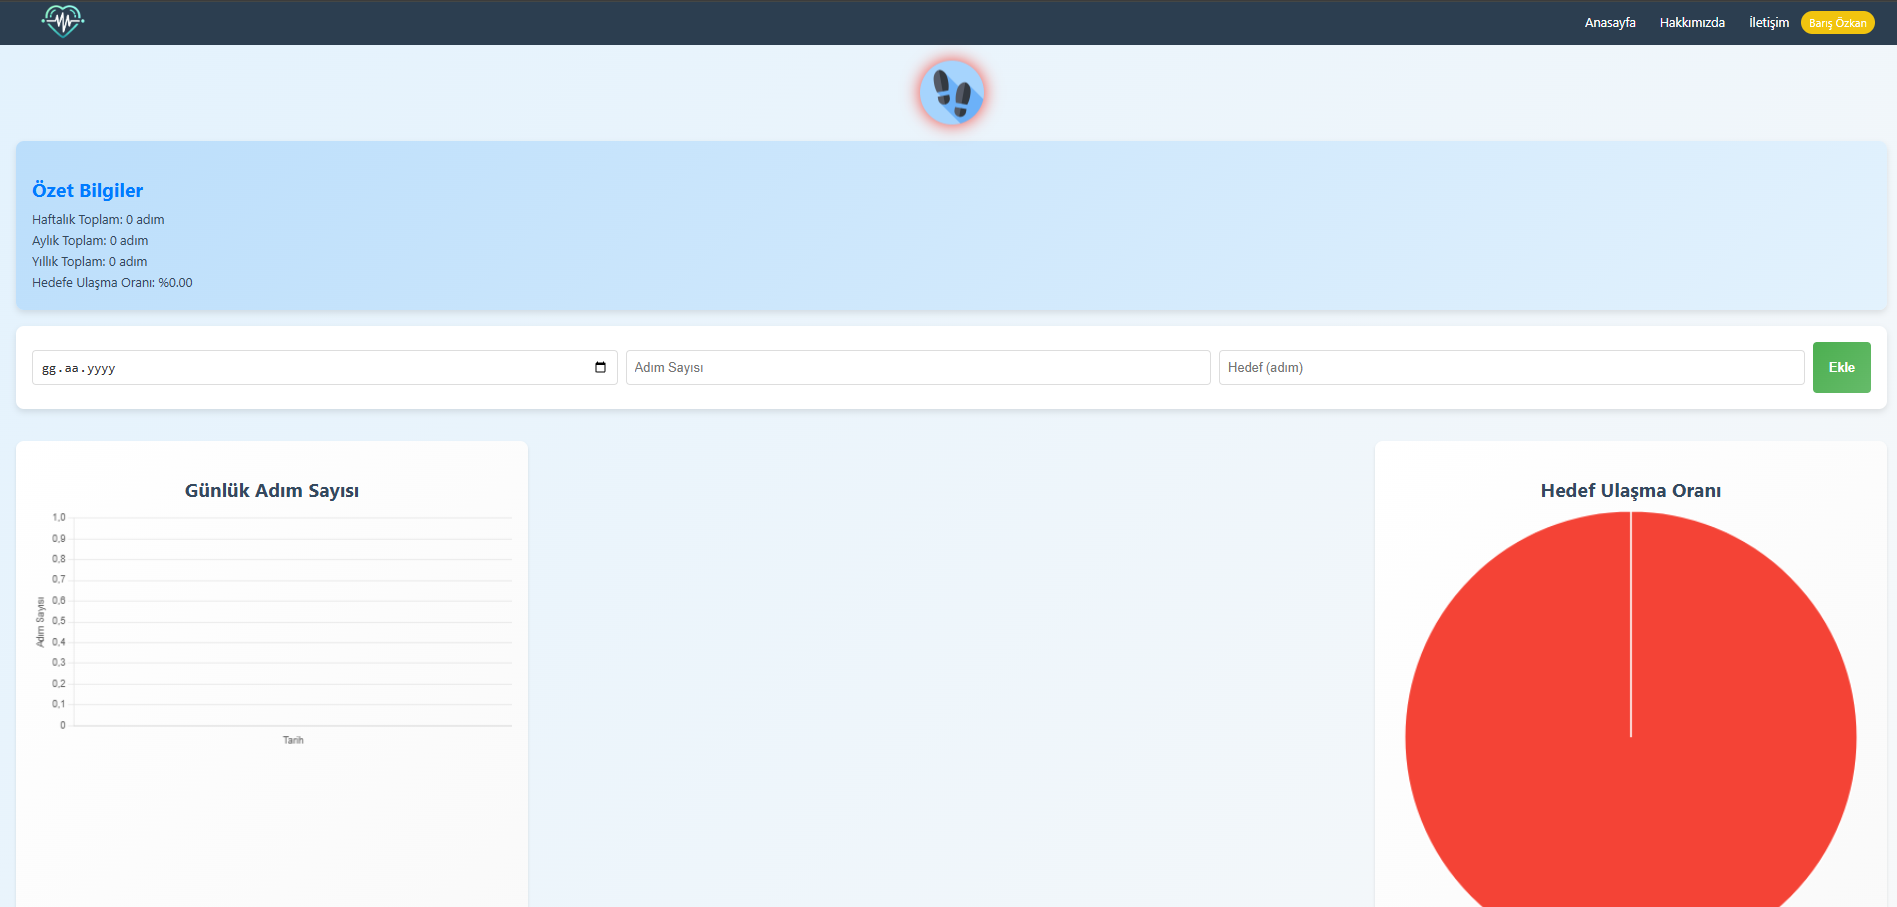 Anasayfa Hakkımızda İletişim Barış Özkan
Özet Bilgiler
Haftalık Toplam: 0 adım
Aylık Toplam: 0 adım
Yıllık Toplam: 0 adım
Hedefe Ulaşma Oranı: %0.00
gg.aa.yyyy Adım Sayısı Hedef (adım) Ekle
Günlük Adım Sayısı
1,0
0,9
0,8
0,7
0,6
0,5
0,4
0,3
0,2
0,1
0
Adım Sayısı
Tarih
Hedef Ulaşma Oranı